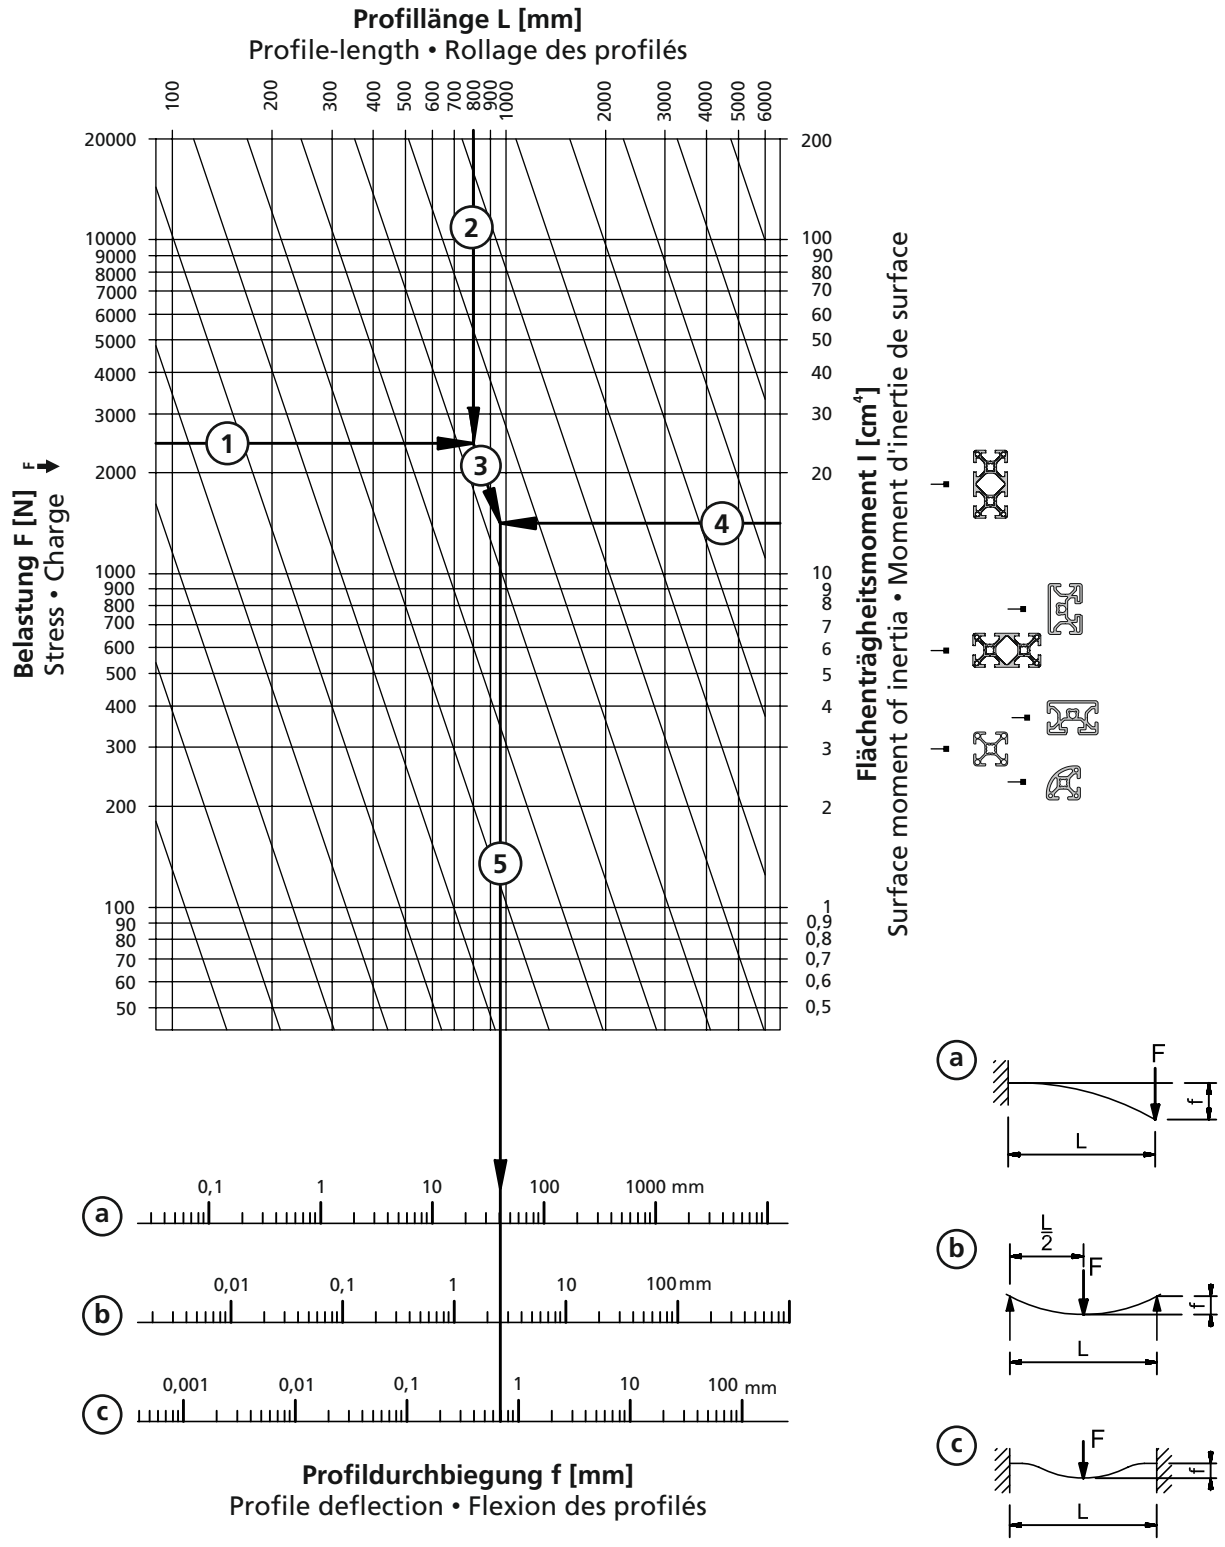 Profillänge L [mm]
Profile-length • Rollage des profilés
100 200 300 400 500 600 700 800 900 1000 2000 3000 4000 5000 6000
20000 200
2
10000 100
9000 90
8000 80
7000 70
6000 60
5000 50
4000 40
3000 30
1
3
2000 20
4
1000 10
900 9
800 8
700 7
600 6
500 5
400 4
300 3
200 2
5
100 1
90 0,9
80 0,8
70 0,7
60 0,6
50 0,5
Belastung F [N]
Stress • Charge
F
Flächenträgheitsmoment I [cm⁴]
Surface moment of inertia • Moment d'inertie de surface
a
F
f
L
b
L
2
F
f
L
c
F
f
L
a
0,1 1 10 100 1000 mm
b
0,01 0,1 1 10 100 mm
c
0,001 0,01 0,1 1 10 100 mm
Profildurchbiegung f [mm]
Profile deflection • Flexion des profilés